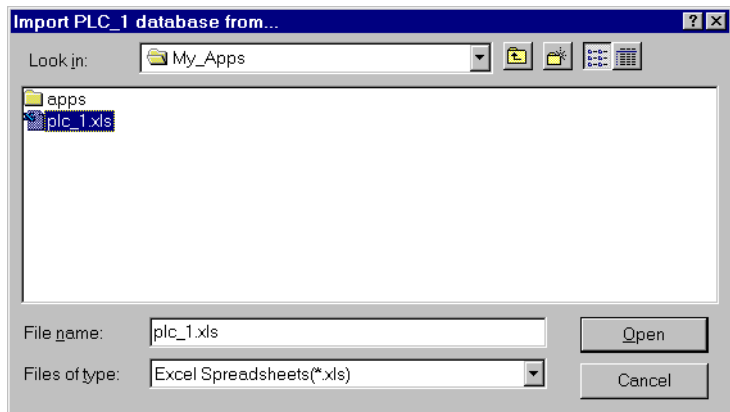 Import PLC_1 database from...
Look in: My_Apps
apps
plc_1.xls
File name: plc_1.xls Open
Files of type: Excel Spreadsheets(*.xls) Cancel